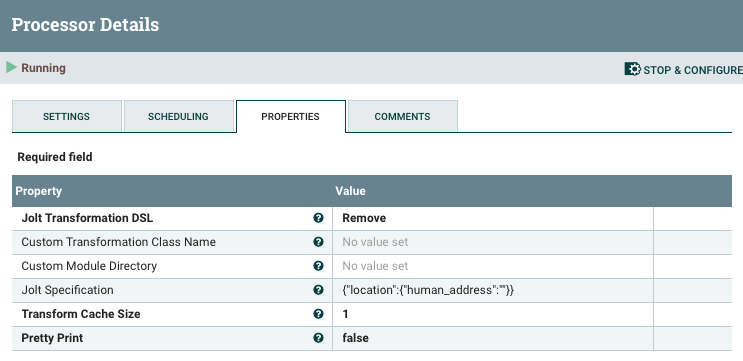 Processor Details
Running
STOP & CONFIGURE
SETTINGS SCHEDULING PROPERTIES COMMENTS
Required field
Property Value
Jolt Transformation DSL ? Remove
Custom Transformation Class Name ? No value set
Custom Module Directory ? No value set
Jolt Specification ? {"location":{"human_address":""}}
Transform Cache Size ? 1
Pretty Print ? false